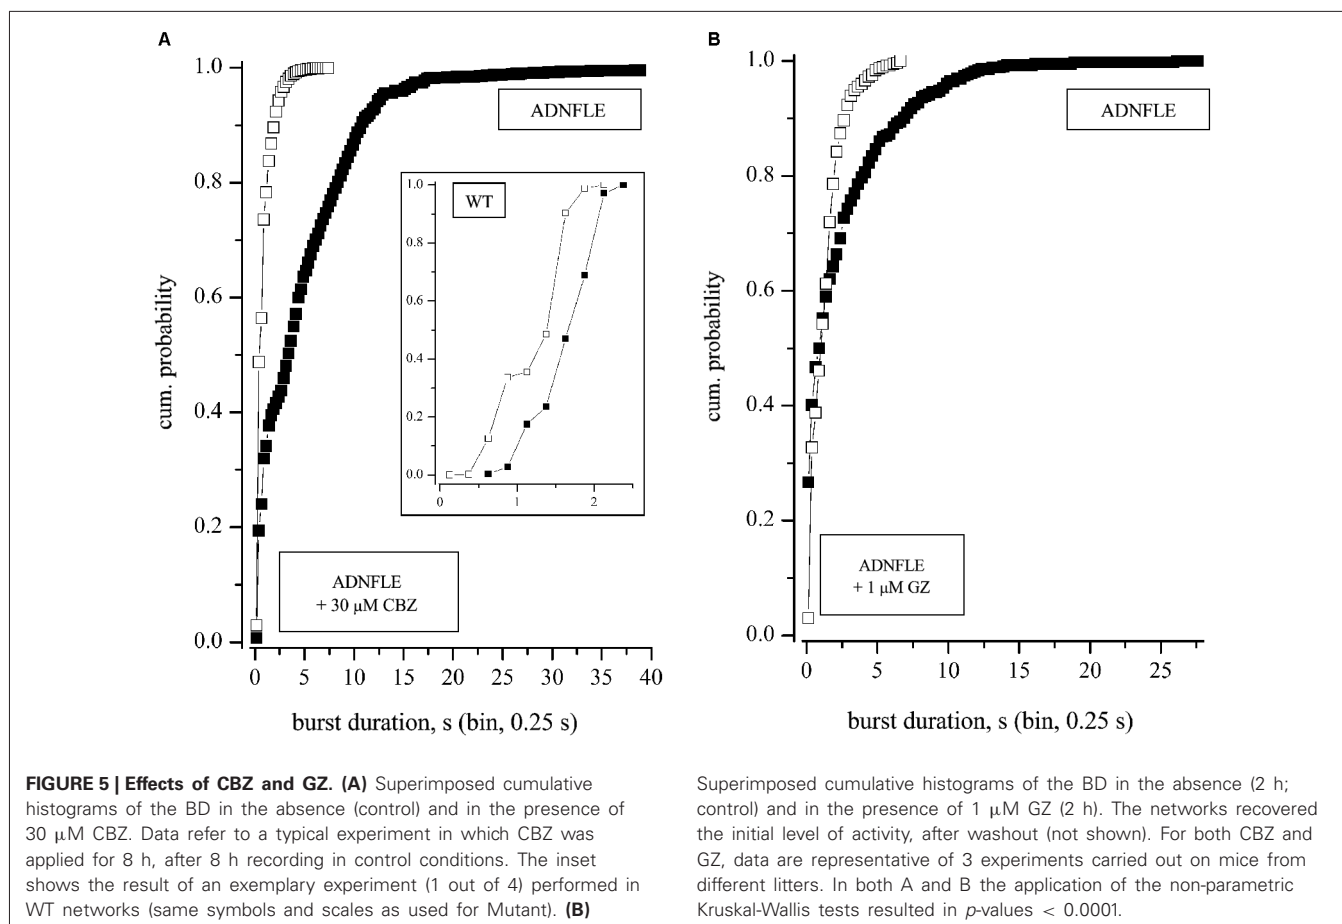 A
1.0
0.8
0.6
0.4
0.2
0.0
cum. probability
ADNFLE
WT
1.0
0.8
0.6
0.4
0.2
0.0
0 1 2
ADNFLE
+ 30 μM CBZ
0 5 10 15 20 25 30 35 40
burst duration, s (bin, 0.25 s)
B
1.0
0.8
0.6
0.4
0.2
0.0
cum. probability
ADNFLE
ADNFLE
+ 1 μM GZ
0 5 10 15 20 25
burst duration, s (bin, 0.25 s)
FIGURE 5 | Effects of CBZ and GZ. (A) Superimposed cumulative
histograms of the BD in the absence (control) and in the presence of
30 μM CBZ. Data refer to a typical experiment in which CBZ was
applied for 8 h, after 8 h recording in control conditions. The inset
shows the result of an exemplary experiment (1 out of 4) performed in
WT networks (same symbols and scales as used for Mutant). (B)
Superimposed cumulative histograms of the BD in the absence (2 h;
control) and in the presence of 1 μM GZ (2 h). The networks recovered
the initial level of activity, after washout (not shown). For both CBZ and
GZ, data are representative of 3 experiments carried out on mice from
different litters. In both A and B the application of the non-parametric
Kruskal-Wallis tests resulted in p-values < 0.0001.